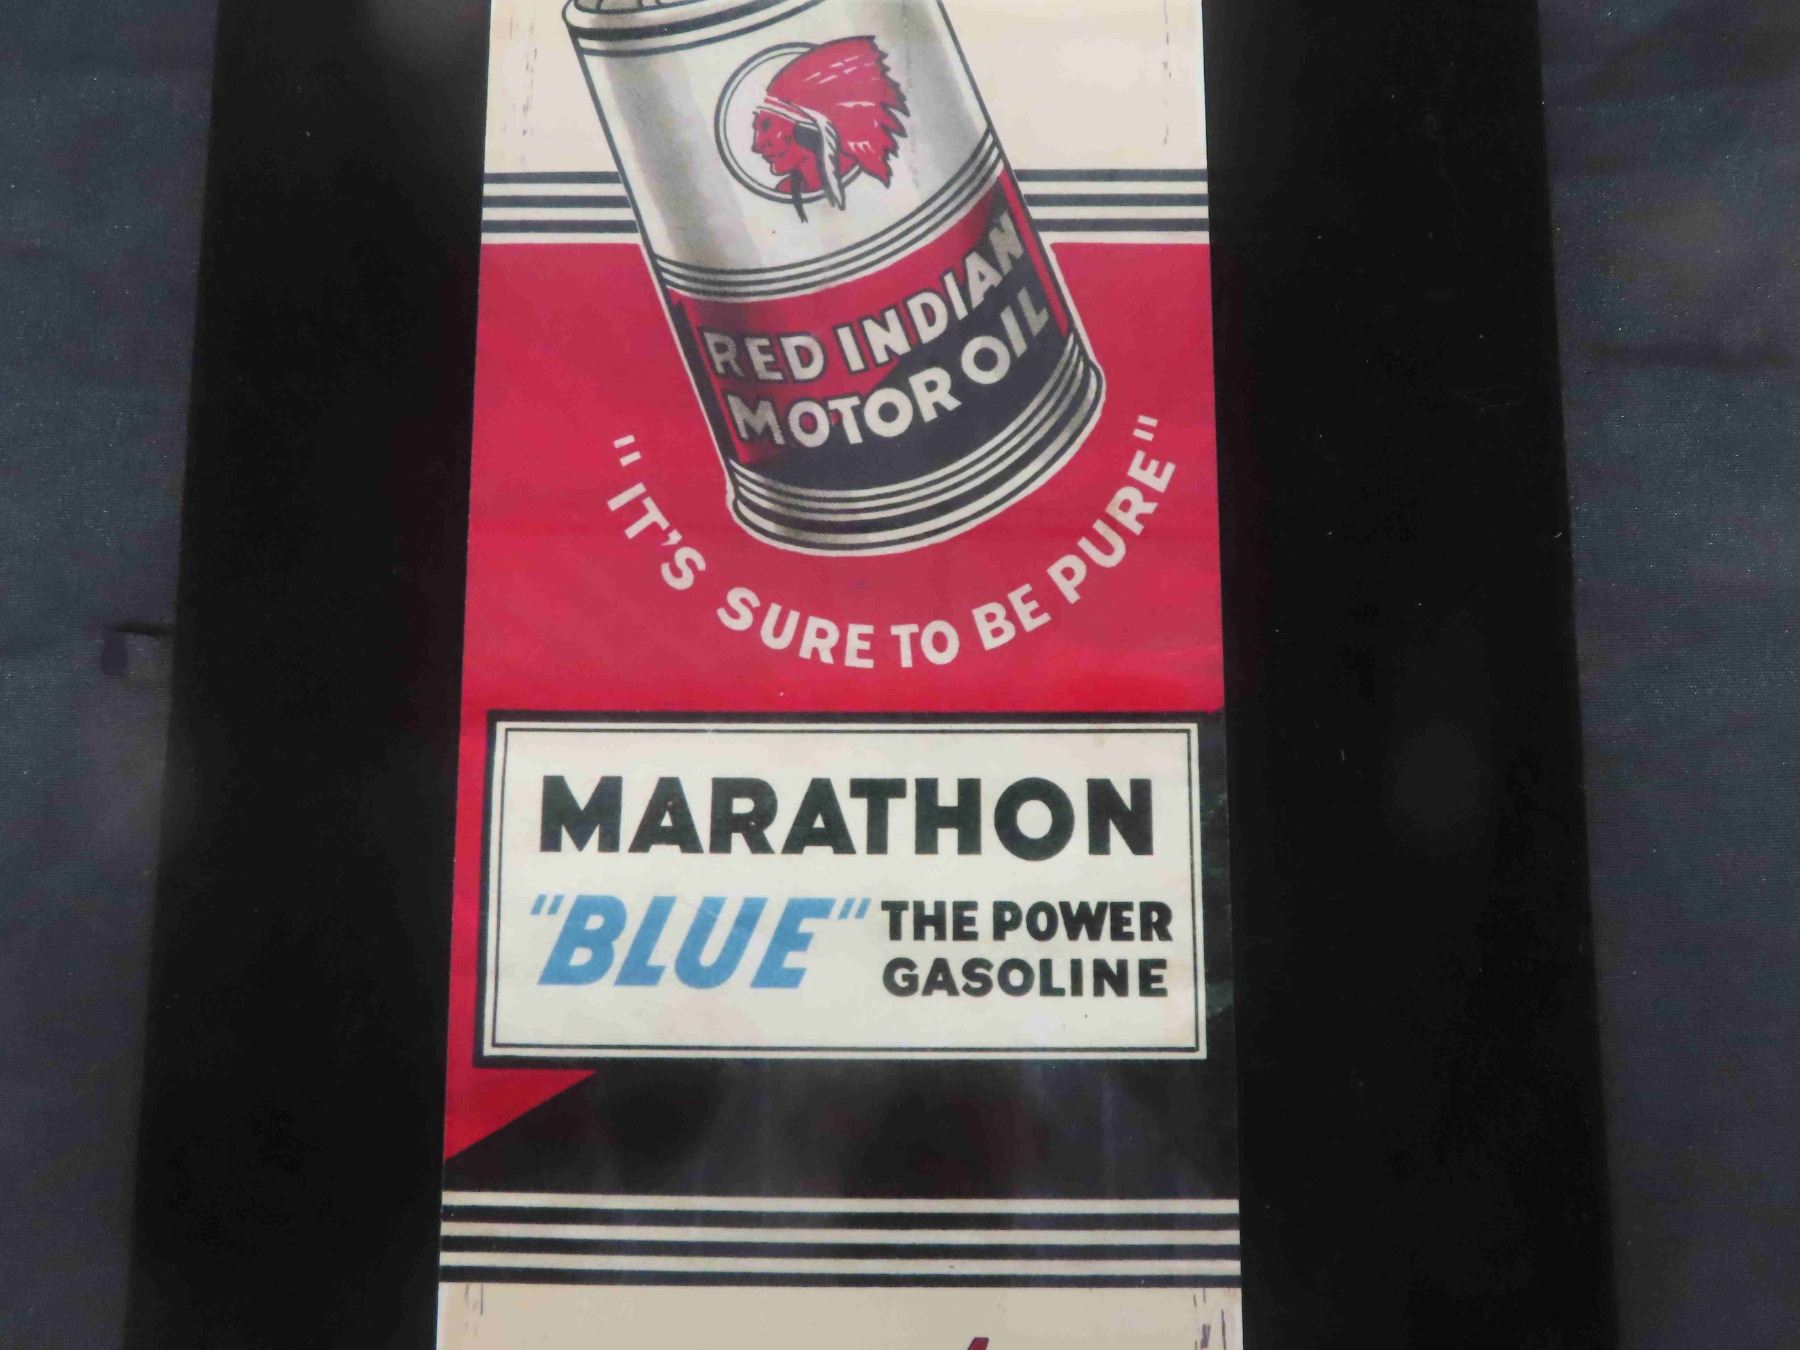 RED INDIAN
MOTOR OIL
"IT'S SURE TO BE PURE"
MARATHON
"BLUE" THE POWER
GASOLINE